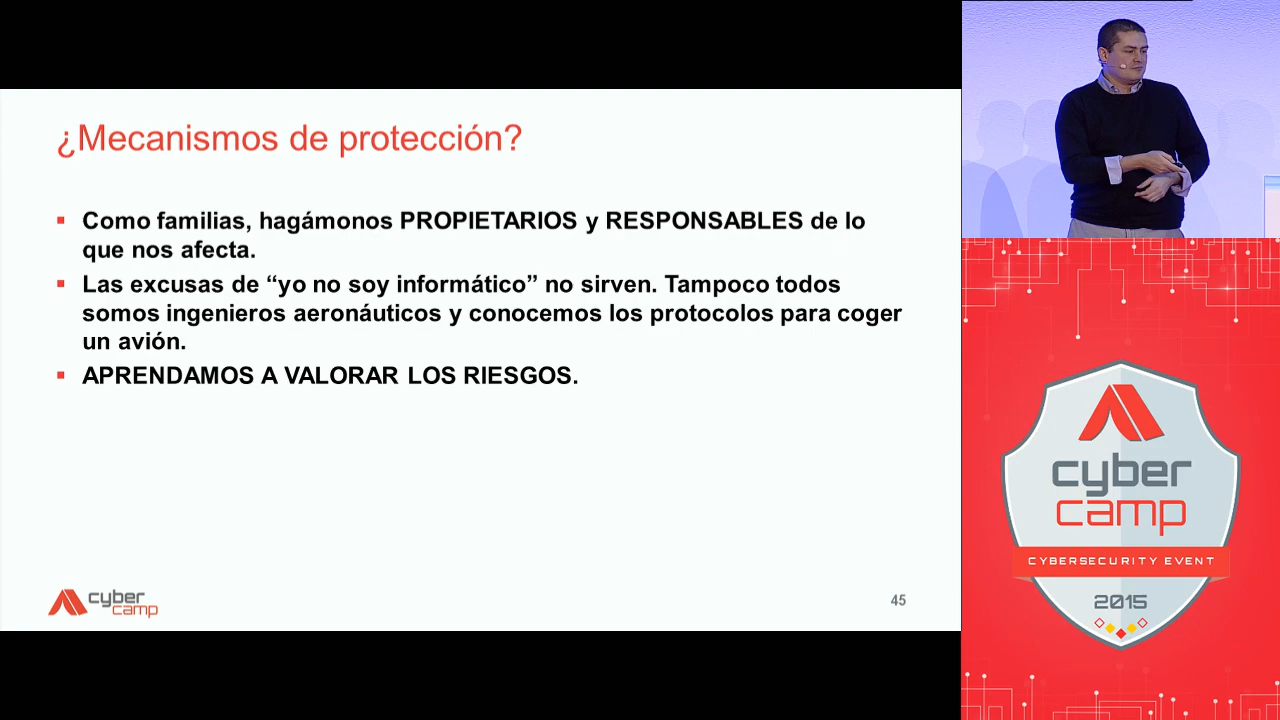 ¿Mecanismos de protección?
▪ Como familias, hagámonos PROPIETARIOS y RESPONSABLES de lo
que nos afecta.
▪ Las excusas de “yo no soy informático” no sirven. Tampoco todos
somos ingenieros aeronáuticos y conocemos los protocolos para coger
un avión.
▪ APRENDAMOS A VALORAR LOS RIESGOS.
cyber
camp
45
cyber
camp
CYBERSECURITY EVENT
2015